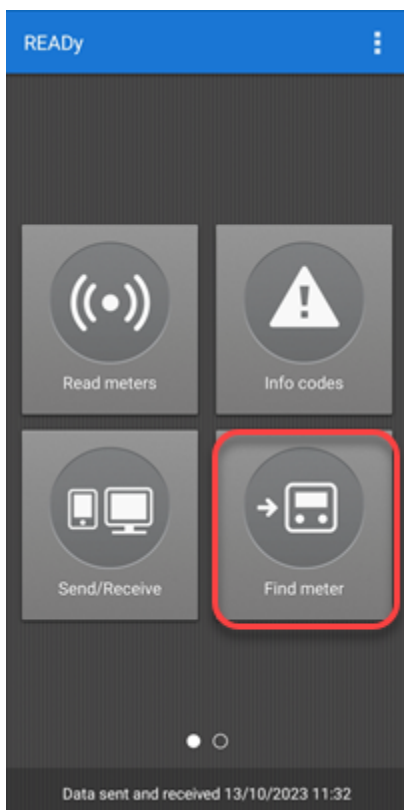 READy
Read meters
Info codes
Send/Receive
Find meter
Data sent and received 13/10/2023 11:32